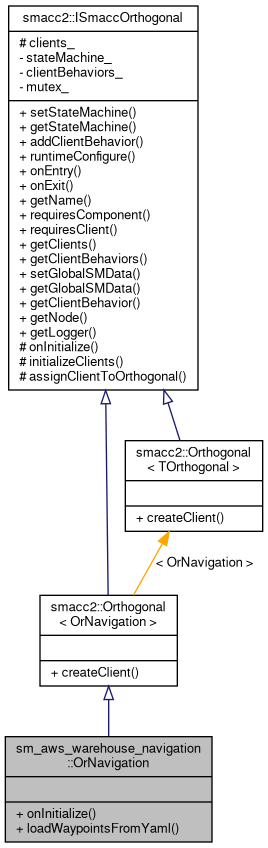 smacc2::ISmaccOrthogonal
# clients_
- stateMachine_
- clientBehaviors_
- mutex_
+ setStateMachine()
+ getStateMachine()
+ addClientBehavior()
+ runtimeConfigure()
+ onEntry()
+ onExit()
+ getName()
+ requiresComponent()
+ requiresClient()
+ getClients()
+ getClientBehaviors()
+ setGlobalSMData()
+ getGlobalSMData()
+ getClientBehavior()
+ getNode()
+ getLogger()
# onInitialize()
# initializeClients()
# assignClientToOrthogonal()
smacc2::Orthogonal
< TOrthogonal >
+ createClient()
< OrNavigation >
smacc2::Orthogonal
< OrNavigation >
+ createClient()
sm_aws_warehouse_navigation
::OrNavigation
+ onInitialize()
+ loadWaypointsFromYaml()